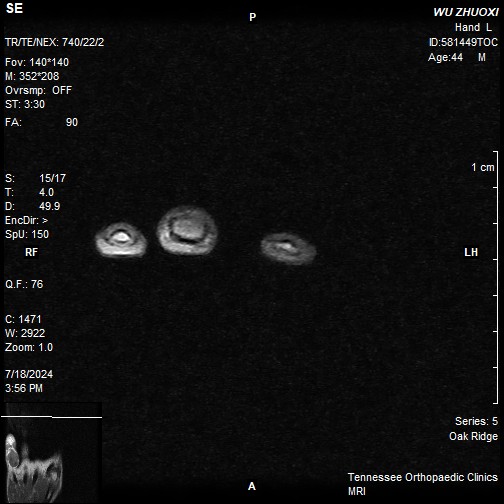 SE
P
WU ZHUOXI
Hand L
ID:581449TOC
Age:44 M
TR/TE/NEX: 740/22/2
Fov: 140*140
M: 352*208
Ovrsmp: OFF
ST: 3:30
FA: 90
1 cm
S: 15/17
T: 4.0
D: 49.9
EncDir: >
SpU: 150
RF
LH
Q.F.: 76
C: 1471
W: 2922
Zoom: 1.0
7/18/2024
3:56 PM
Series: 5
Oak Ridge
Tennessee Orthopaedic Clinics
A
MRI